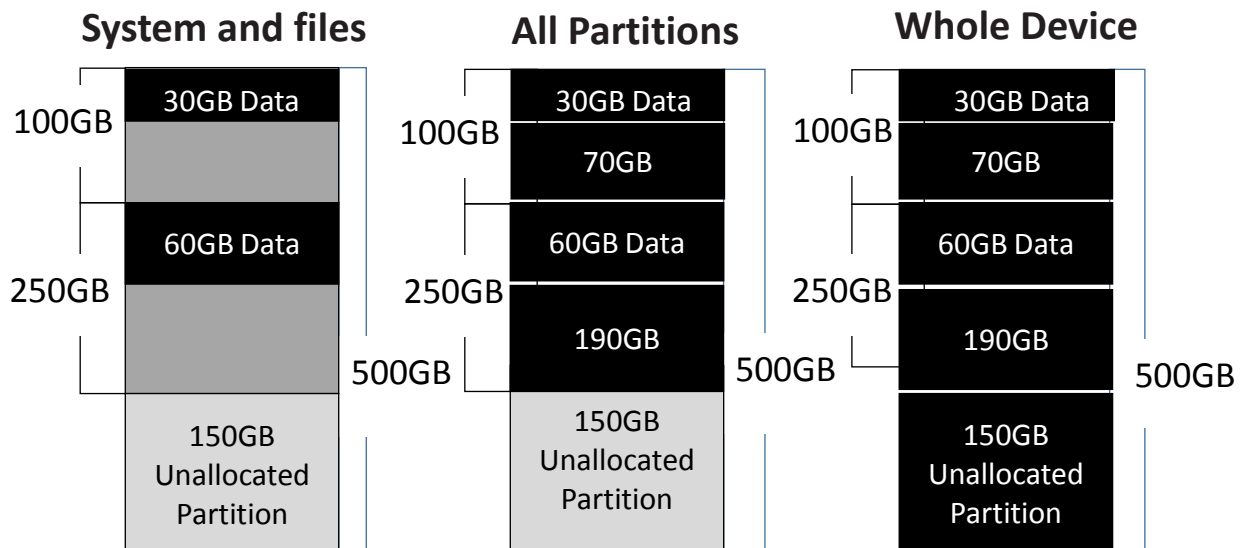 System and files
100GB
30GB Data
60GB Data
250GB
500GB
150GB
Unallocated
Partition
All Partitions
100GB
30GB Data
70GB
60GB Data
250GB
190GB
500GB
150GB
Unallocated
Partition
Whole Device
100GB
30GB Data
70GB
60GB Data
250GB
190GB
500GB
150GB
Unallocated
Partition